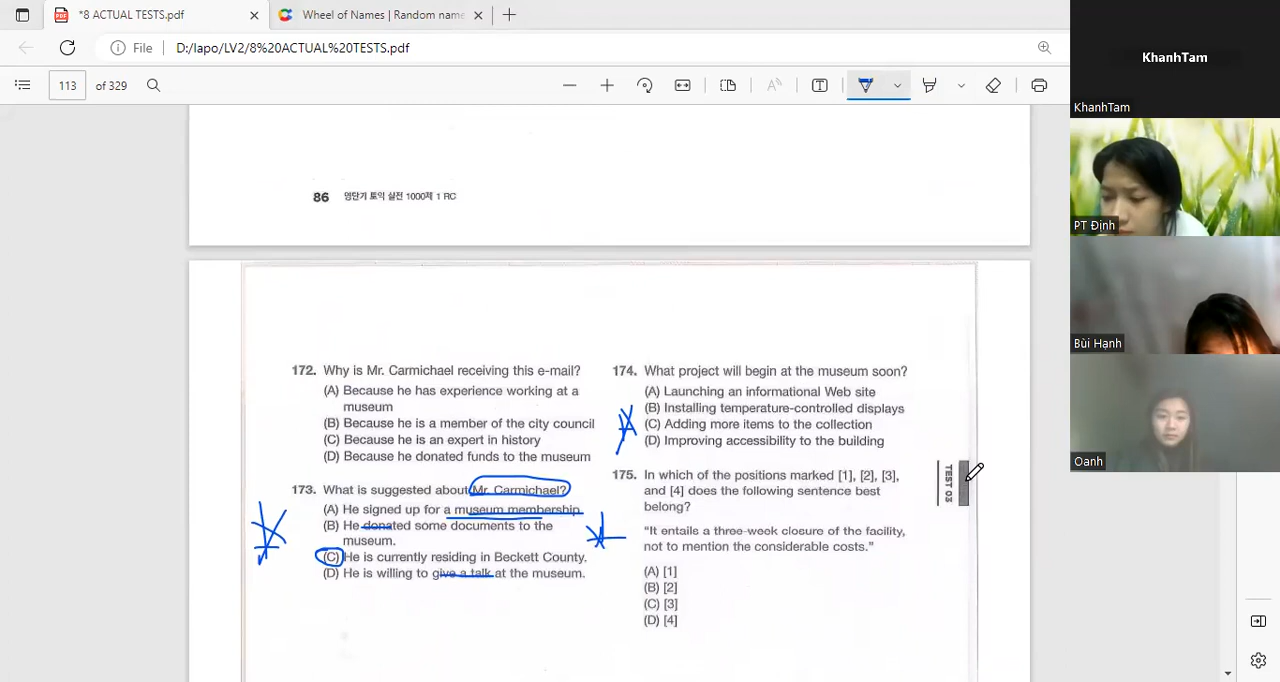 *8 ACTUAL TESTS.pdf
Wheel of Names | Random name
File
D:/lapo/LV2/8%20ACTUAL%20TESTS.pdf
113 of 329
KhanhTam
KhanhTam
PT Định
Bùi Hạnh
Oanh
86 영단기 토익 실전 1000제 1 RC
172. Why is Mr. Carmichael receiving this e-mail?
(A) Because he has experience working at a
museum
(B) Because he is a member of the city council
(C) Because he is an expert in history
(D) Because he donated funds to the museum
173. What is suggested about Mr. Carmichael?
(A) He signed up for a museum membership
(B) He donated some documents to the
museum.
(C) He is currently residing in Beckett County.
(D) He is willing to give a talk at the museum.
174. What project will begin at the museum soon?
(A) Launching an informational Web site
(B) Installing temperature-controlled displays
(C) Adding more items to the collection
(D) Improving accessibility to the building
175. In which of the positions marked [1], [2], [3],
and [4] does the following sentence best
belong?
"It entails a three-week closure of the facility,
not to mention the considerable costs."
(A) [1]
(B) [2]
(C) [3]
(D) [4]
TEST 03